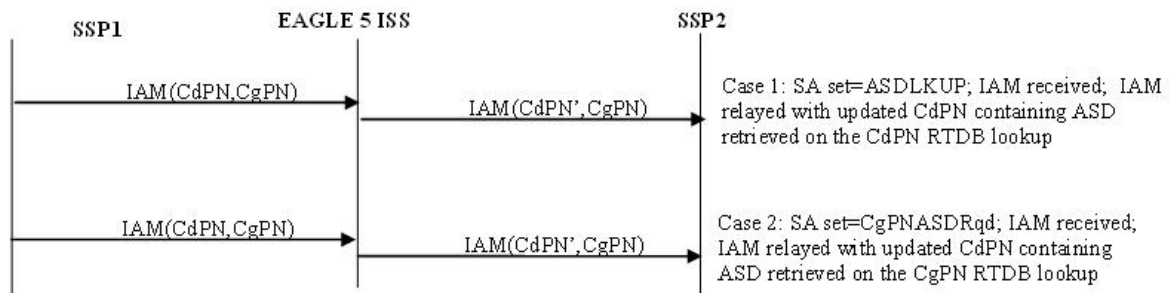 SSP1
EAGLE 5 ISS
SSP2
IAM(CdPN,CgPN)
IAM(CdPN’,CgPN)
Case 1: SA set=ASDLKUP; IAM received; IAM
relayed with updated CdPN containing ASD
retrieved on the CdPN RTDB lookup
IAM(CdPN,CgPN)
IAM(CdPN’,CgPN)
Case 2: SA set=CgPNASDRqd; IAM received;
IAM relayed with updated CdPN containing
ASD retrieved on the CgPN RTDB lookup